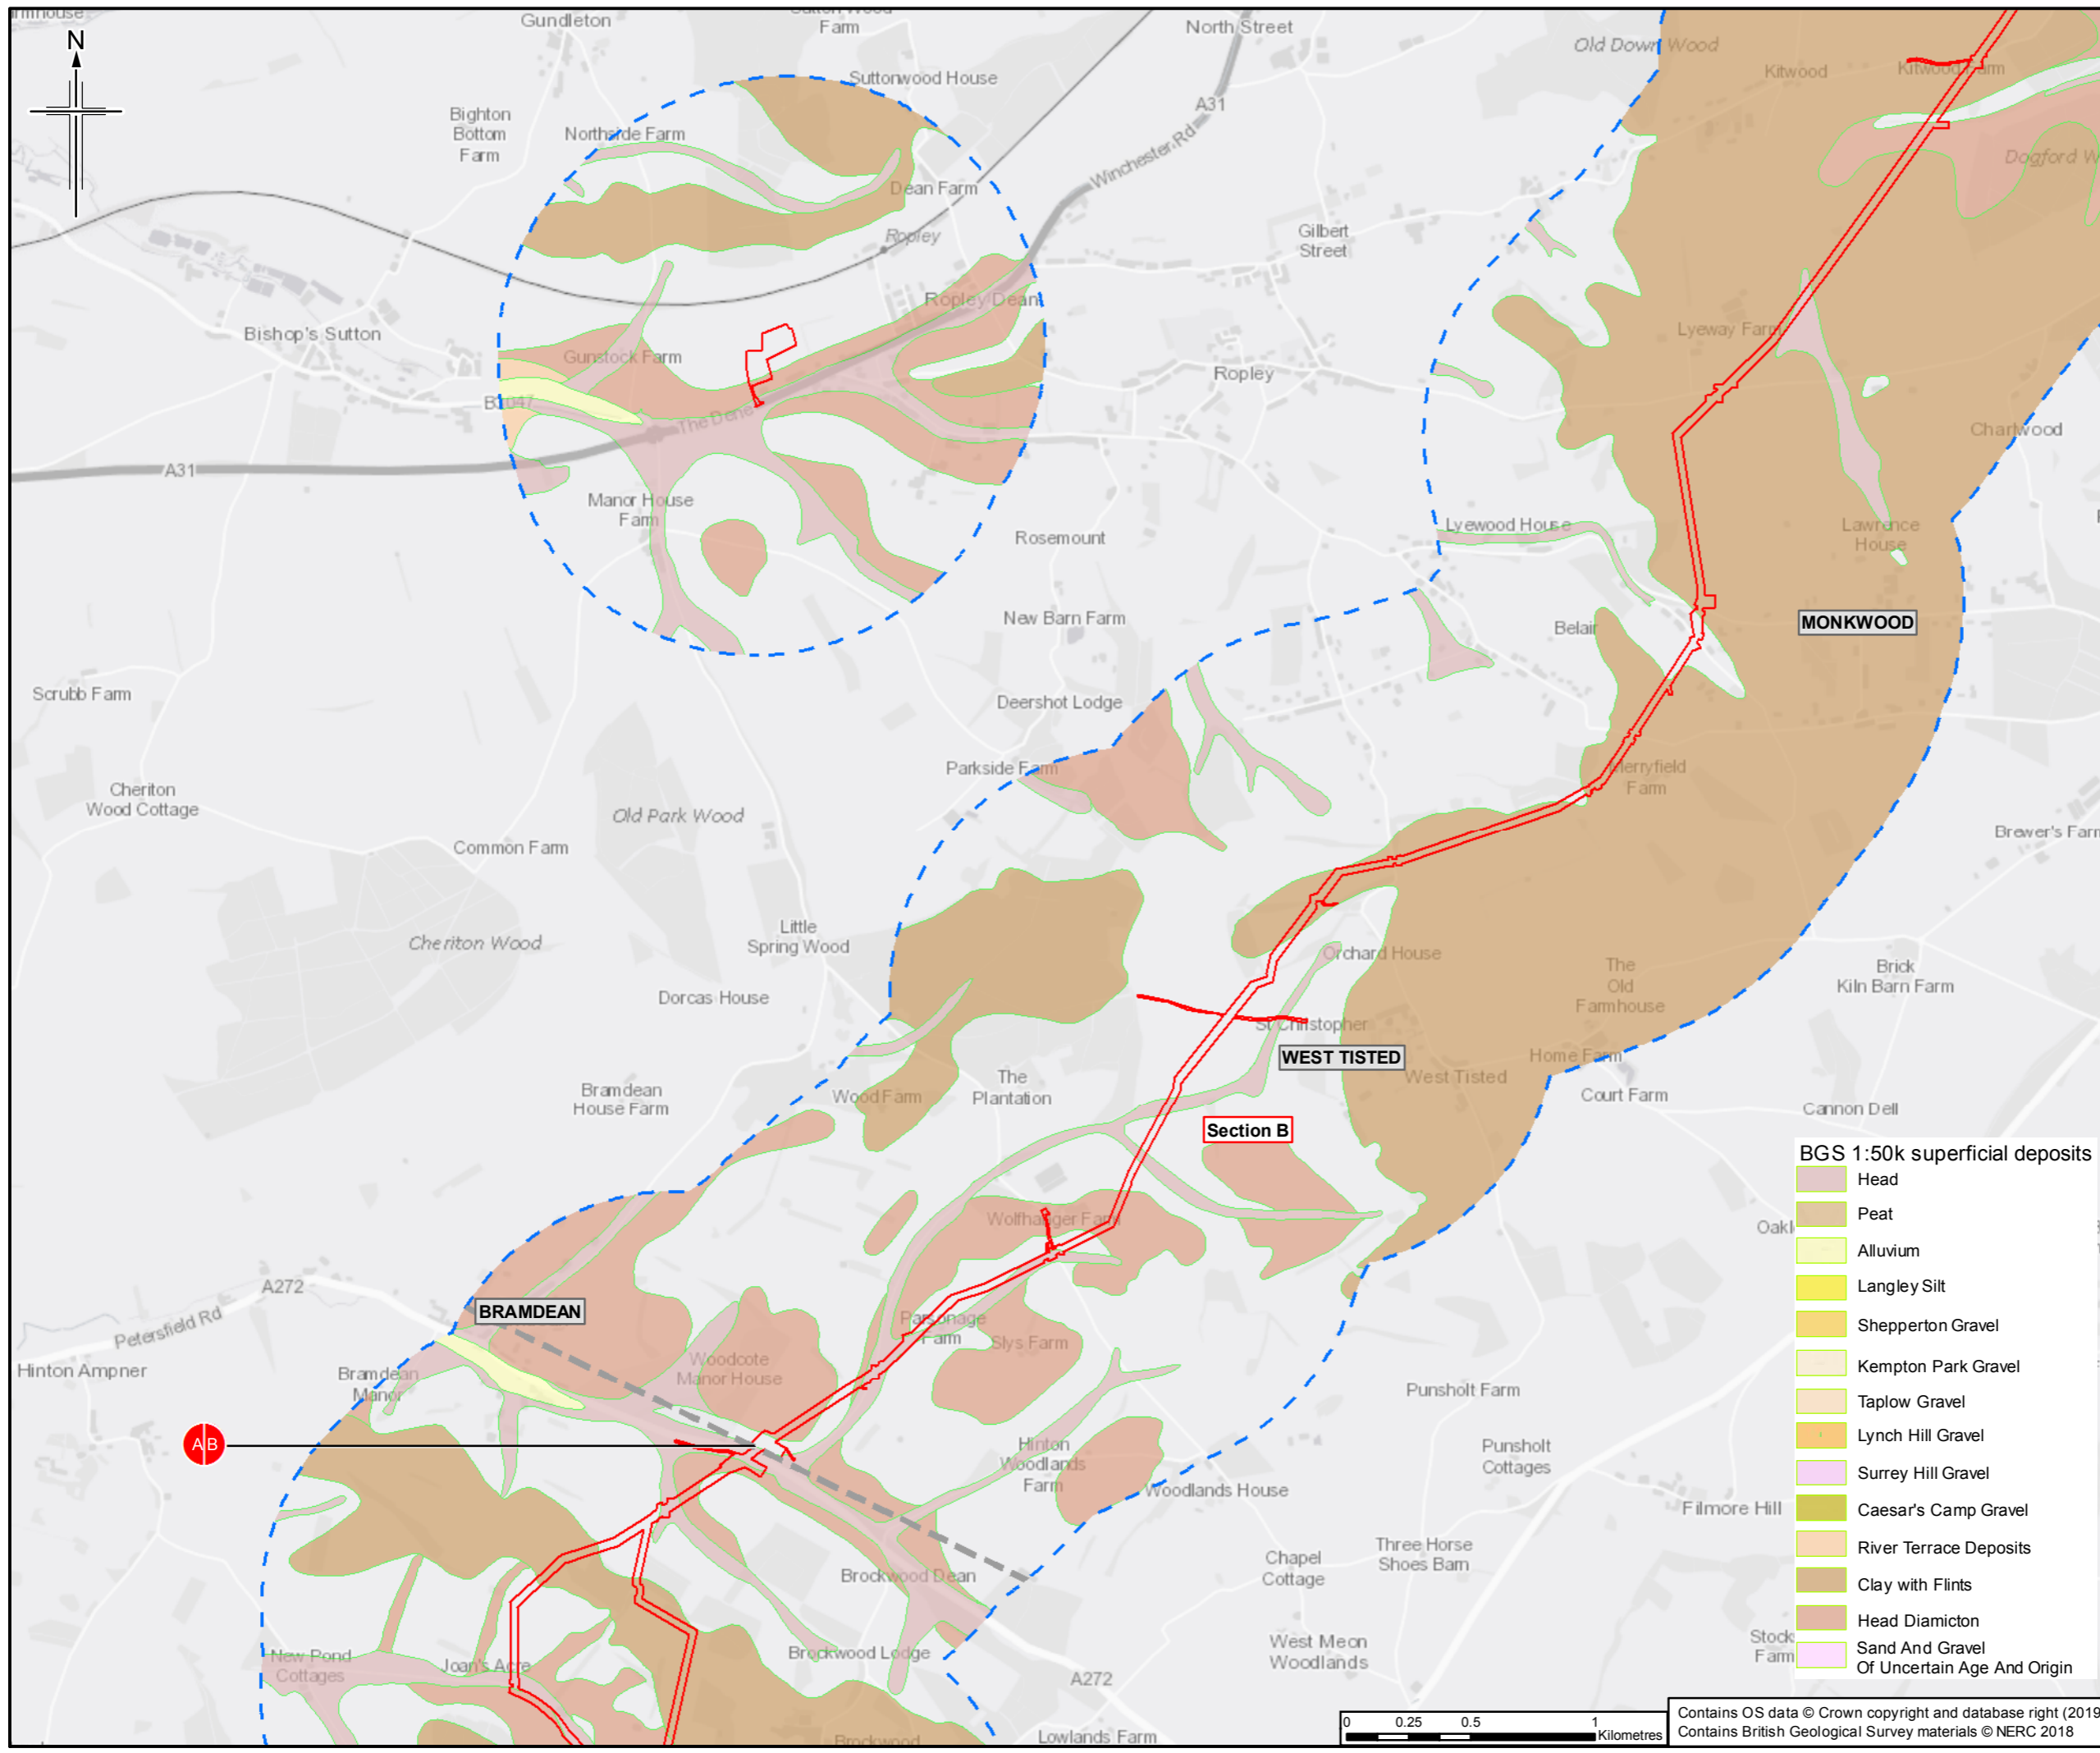 Gundleton
Farm
North Street
Old Down Wood
N
Suttonwood House
Kitwood
Kitwood Farm
A31
Bighton
Bottom
Farm
Northside Farm
Winchester Rd
Dean Farm
Ropley
Gilbert
Street
Ropley Dean
Bishop's Sutton
Gunstock Farm
Lyeway Farm
Ropley
B3047
The Dene
Charlwood
A31
Manor House
Farm
Rosemount
Lyewood House
Lawrence
House
New Barn Farm
Belair
MONKWOOD
Scrubb Farm
Deershot Lodge
Parkside Farm
Merryfield
Farm
Cheriton
Wood Cottage
Old Park Wood
Common Farm
Brewer's Farm
Cheriton Wood
Little
Spring Wood
Orchard House
The
Old
Farmhouse
Brick
Kiln Barn Farm
Dorcas House
St Christopher
WEST TISTED
Home Farm
West Tisted
Bramdean
House Farm
Wood Farm
The
Plantation
Court Farm
Cannon Dell
Section B
Wolfhanger Farm
A272
Petersfield Rd
BRAMDEAN
Parsonage
Farm
Slys Farm
Hinton Ampner
Bramdean
Manor
Woodcote
Manor House
Punsholt Farm
A B
Hinton
Woodlands
Farm
Punsholt
Cottages
Woodlands House
Filmore Hill
Three Horse
Shoes Barn
Chapel
Cottage
Brockwood Dean
New Pond
Cottages
Joan's Acre
Brockwood Lodge
West Meon
Woodlands
Farm
A272
Lowlands Farm
Brockwood
BGS 1:50k superficial deposits
Head
Peat
Alluvium
Langley Silt
Shepperton Gravel
Kempton Park Gravel
Taplow Gravel
Lynch Hill Gravel
Surrey Hill Gravel
Caesar's Camp Gravel
River Terrace Deposits
Clay with Flints
Head Diamicton
Sand And Gravel
Of Uncertain Age And Origin
0 0.25 0.5 1
Kilometres
Contains OS data © Crown copyright and database right (2019
Contains British Geological Survey materials © NERC 2018